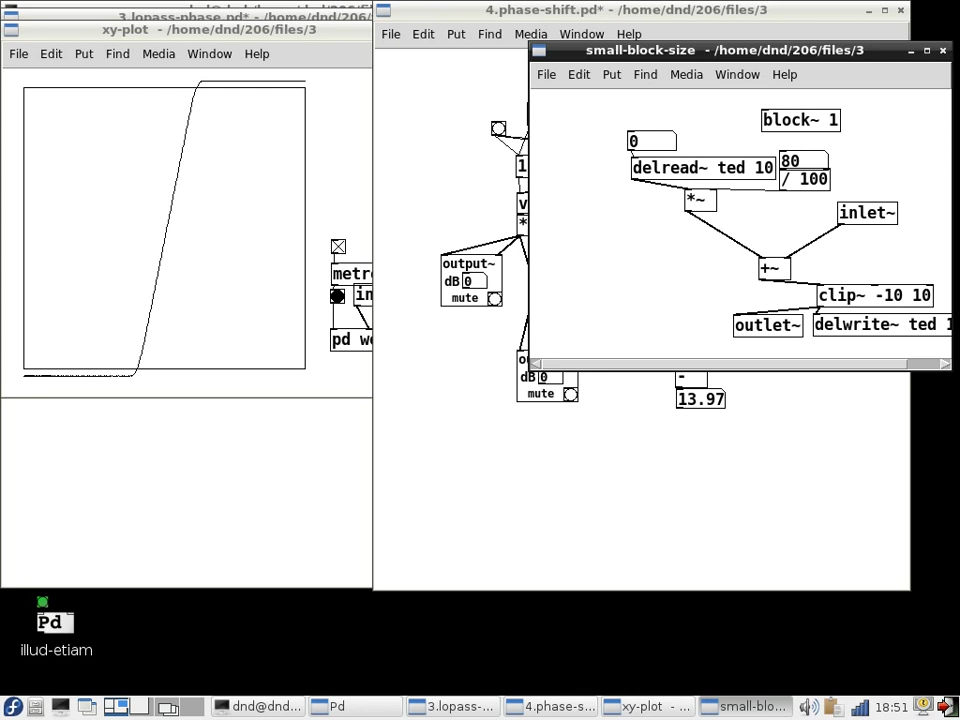 3.lopass-phase.pd* - /home/dnd/206/files/
xy-plot - /home/dnd/206/files/3
File Edit Put Find Media Window Help
4.phase-shift.pd* - /home/dnd/206/files/3
File Edit Put Find Media Window Help
small-block-size - /home/dnd/206/files/3
File Edit Put Find Media Window Help
block~ 1
0
delread~ ted 10
80
/ 100
*~
inlet~
+~
clip~ -10 10
outlet~
delwrite~ ted 1
1
v
*
output~
dB 0
mute
metr
in
pd w
ou
dB 0
mute
-
13.97
Pd
illud-etiam
dnd@dnd...
Pd
3.lopass-...
4.phase-s...
xy-plot - ...
small-blo...
18:51